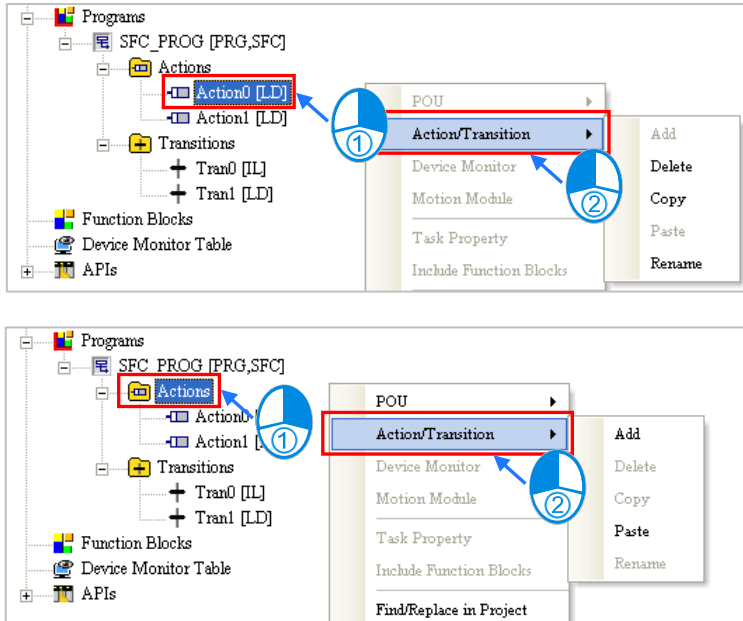 Programs
SFC_PROG [PRG,SFC]
Actions
Action0 [LD]
Action1 [LD]
Transitions
Tran0 [IL]
Tran1 [LD]
Function Blocks
Device Monitor Table
APIs
POU
Action/Transition
Device Monitor
Motion Module
Task Property
Include Function Blocks
Add
Delete
Copy
Paste
Rename
1
2
Programs
SFC_PROG [PRG,SFC]
Actions
Action0 [
Action1 [
Transitions
Tran0 [IL]
Tran1 [LD]
Function Blocks
Device Monitor Table
APIs
POU
Action/Transition
Device Monitor
Motion Module
Task Property
Include Function Blocks
Find/Replace in Project
Add
Delete
Copy
Paste
Rename
1
2